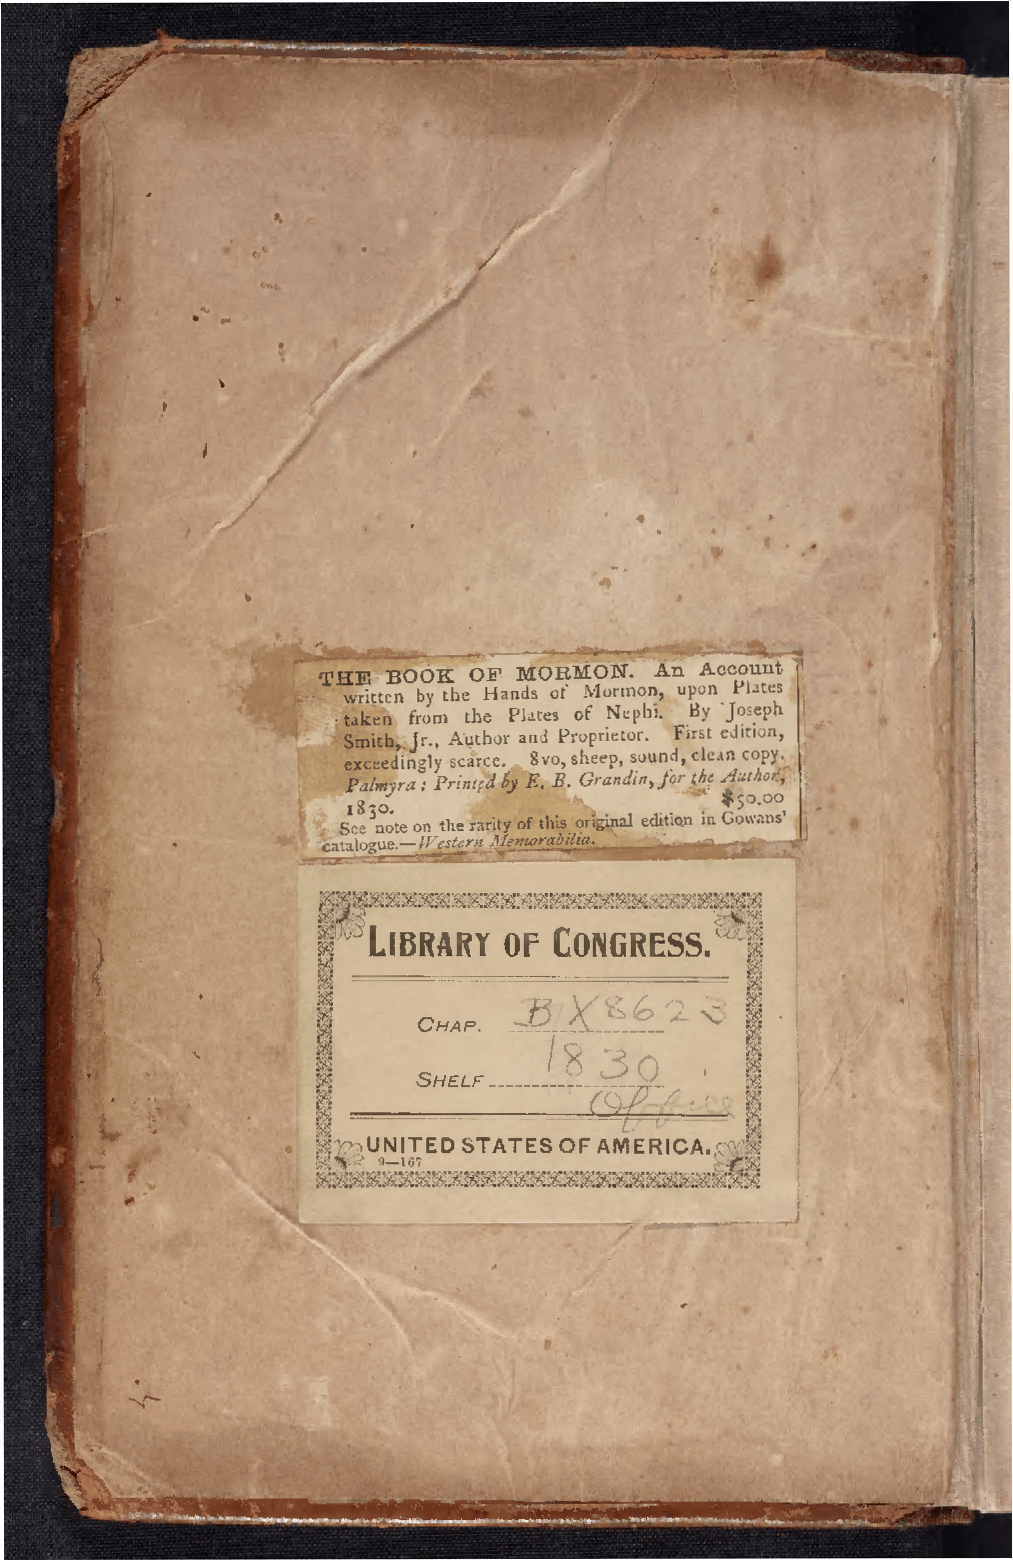 THE BOOK OF MORMON. An Account
written by the Hands of Mormon, upon Plates
taken from the Plates of Nephi. By Joseph
Smith, Jr., Author and Proprietor. First edition,
exceedingly scarce. 8vo, sheep, sound, clean copy.
Palmyra: Printed by E. B. Grandin, for the Author,
1830. $50.00
See note on the rarity of this original edition in Gowans'
catalogue.—Western Memorabilia.
LIBRARY OF CONGRESS.
CHAP. BX8623
SHELF 1830
Office
UNITED STATES OF AMERICA.
9—167